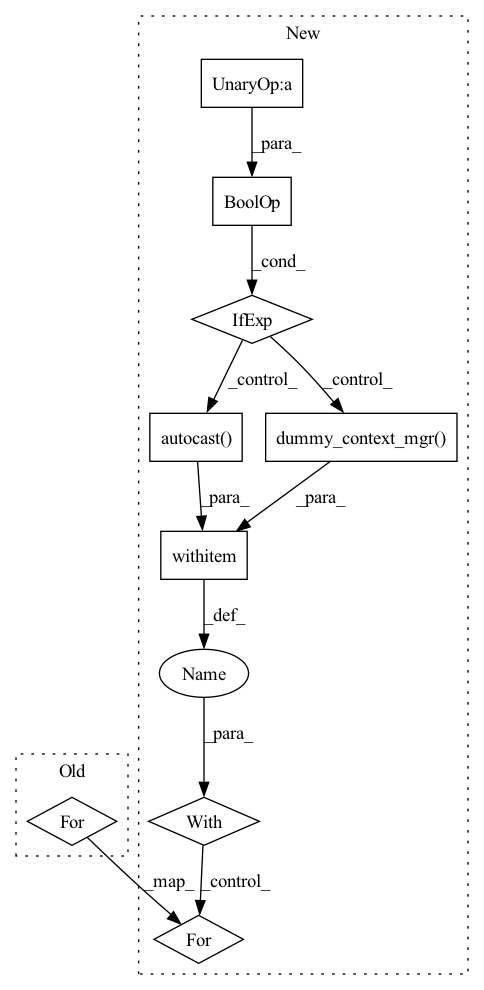 New
UnaryOp:a
_para_
BoolOp
_cond_
IfExp
_control_ _control_
autocast() dummy_context_mgr()
_para_ _para_
withitem
_def_
Name
_para_
Old
For With
_map_ _control_
For